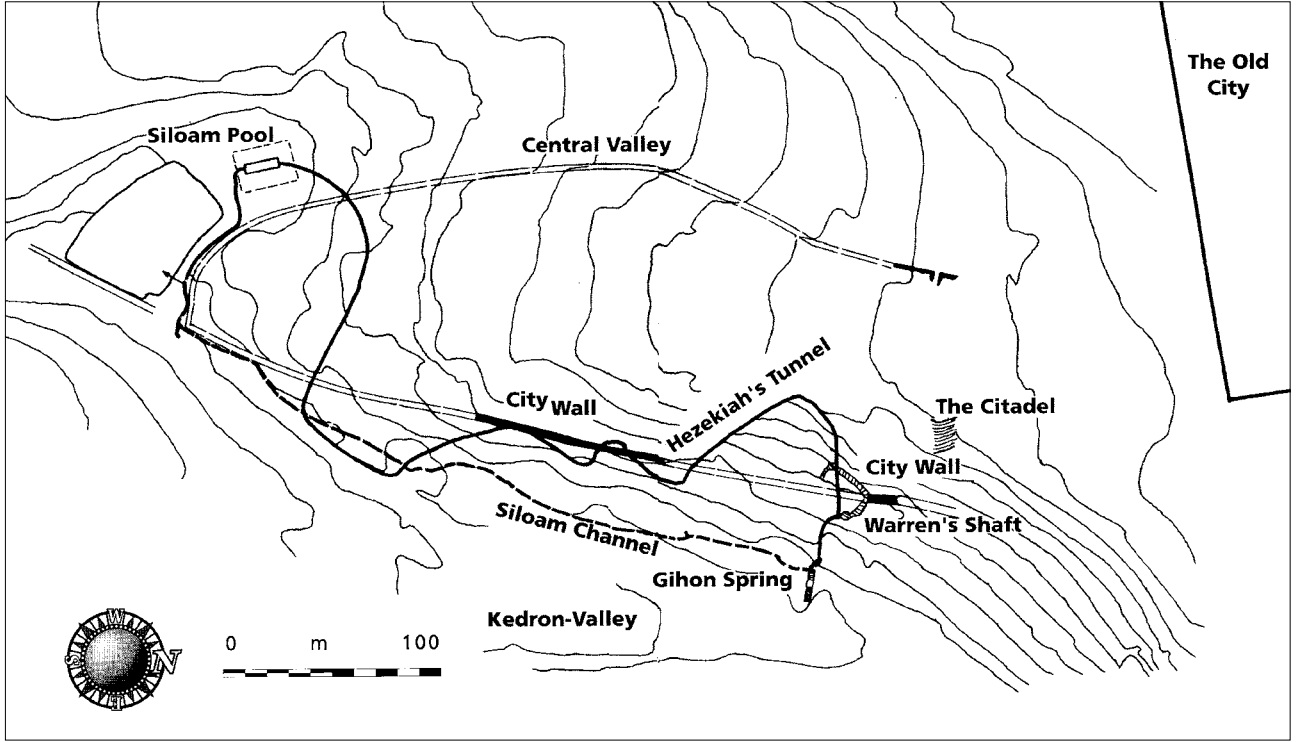 The Old
City
Siloam Pool
Central Valley
City Wall
Hezekiah's Tunnel
The Citadel
City Wall
Siloam Channel
Warren's Shaft
Gihon Spring
Kedron-Valley
0 m 100
W
S N
E